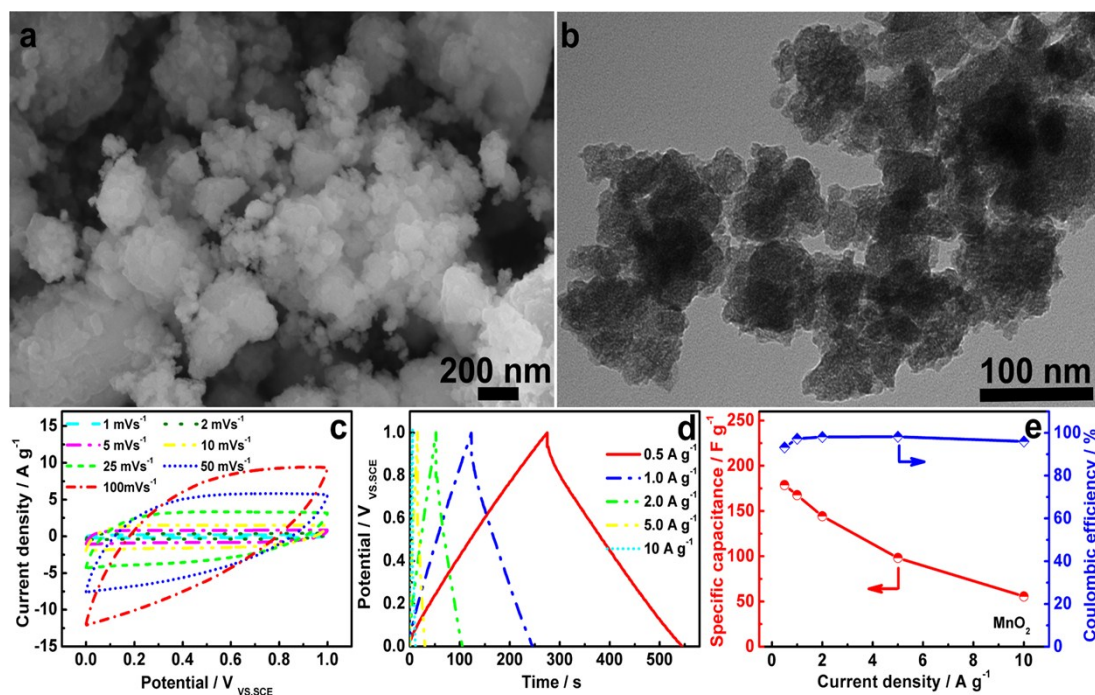 a
200 nm
b
100 nm
c
1 mVs⁻¹ 2 mVs⁻¹
5 mVs⁻¹ 10 mVs⁻¹
25 mVs⁻¹ 50 mVs⁻¹
100mVs⁻¹
15
10
5
0
-5
-10
-15
Current density / A g⁻¹
0.0 0.2 0.4 0.6 0.8 1.0
Potential / V VS.SCE
d
0.5 A g⁻¹
1.0 A g⁻¹
2.0 A g⁻¹
5.0 A g⁻¹
10 A g⁻¹
1.0
0.8
0.6
0.4
0.2
0.0
Potential / V VS.SCE
0 100 200 300 400 500
Time / s
e
250
225
200
175
150
125
100
75
50
25
0
Specific capacitance / F g⁻¹
100
80
60
40
20
0
Coulombic efficiency / %
MnO₂
0 2 4 6 8 10
Current density / A g⁻¹